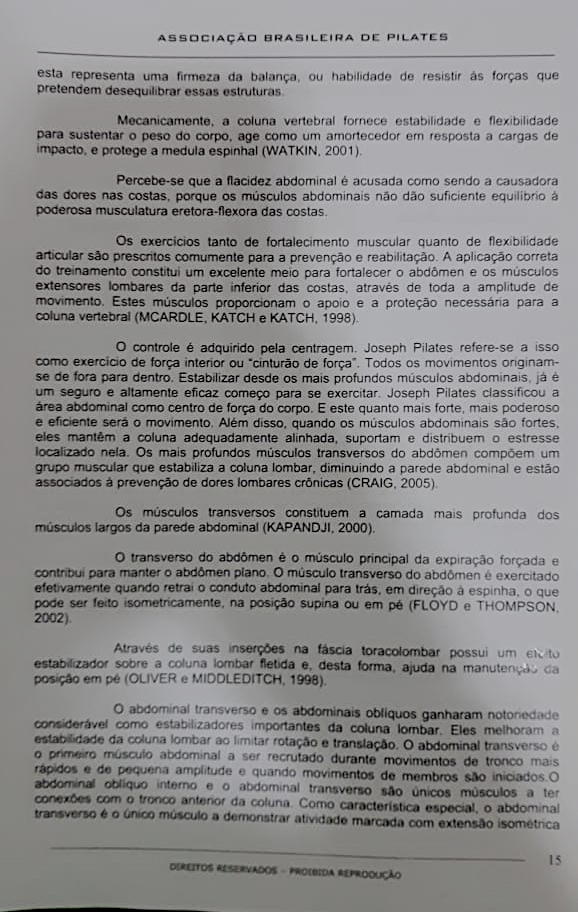 ASSOCIAÇÃO BRASILEIRA DE PILATES
esta representa uma firmeza da balança, ou habilidade de resistir às forças que
pretendem desequilibrar essas estruturas.
Mecanicamente, a coluna vertebral fornece estabilidade e flexibilidade
para sustentar o peso do corpo, age como um amortecedor em resposta a cargas de
impacto, e protege a medula espinhal (WATKIN, 2001).
Percebe-se que a flacidez abdominal é acusada como sendo a causadora
das dores nas costas, porque os músculos abdominais não dão suficiente equilíbrio à
poderosa musculatura eretora-flexora das costas.
Os exercícios tanto de fortalecimento muscular quanto de flexibilidade
articular são prescritos comumente para a prevenção e reabilitação. A aplicação correta
do treinamento constitui um excelente meio para fortalecer o abdômen e os músculos
extensores lombares da parte inferior das costas, através de toda a amplitude de
movimento. Estes músculos proporcionam o apoio e a proteção necessária para a
coluna vertebral (MCARDLE, KATCH e KATCH, 1998).
O controle é adquirido pela centragem. Joseph Pilates refere-se a isso
como exercício de força interior ou "cinturão de força". Todos os movimentos originam-
se de fora para dentro. Estabilizar desde os mais profundos músculos abdominais, já é
um seguro e altamente eficaz começo para se exercitar. Joseph Pilates classificou a
área abdominal como centro de força do corpo. E este quanto mais forte, mais poderoso
e eficiente será o movimento. Além disso, quando os músculos abdominais são fortes,
eles mantêm a coluna adequadamente alinhada, suportam e distribuem o estresse
localizado nela. Os mais profundos músculos transversos do abdômen compõem um
grupo muscular que estabiliza a coluna lombar, diminuindo a parede abdominal e estão
associados à prevenção de dores lombares crônicas (CRAIG, 2005).
Os músculos transversos constituem a camada mais profunda dos
músculos largos da parede abdominal (KAPANDJI, 2000).
O transverso do abdômen é o músculo principal da expiração forçada e
contribui para manter o abdômen plano. O músculo transverso do abdômen é exercitado
efetivamente quando retrai o conduto abdominal para trás, em direção à espinha, o que
pode ser feito isometricamente, na posição supina ou em pé (FLOYD e THOMPSON,
2002).
Através de suas inserções na fáscia toracolombar possui um efeito
estabilizador sobre a coluna lombar fletida e, desta forma, ajuda na manutenção da
posição em pé (OLIVER e MIDDLEDITCH, 1998).
O abdominal transverso e os abdominais oblíquos ganharam notoriedade
considerável como estabilizadores importantes da coluna lombar. Eles melhoram a
estabilidade da coluna lombar ao limitar rotação e translação. O abdominal transverso é
o primeiro músculo abdominal a ser recrutado durante movimentos de tronco mais
rápidos e de pequena amplitude e quando movimentos de membros são iniciados.O
abdominal oblíquo interno e o abdominal transverso são únicos músculos a ter
conexões com o tronco anterior da coluna. Como característica especial, o abdominal
transverso é o único músculo a demonstrar atividade marcada com extensão isométrica
15
DIREITOS RESERVADOS – PROIBIDA REPRODUÇÃO